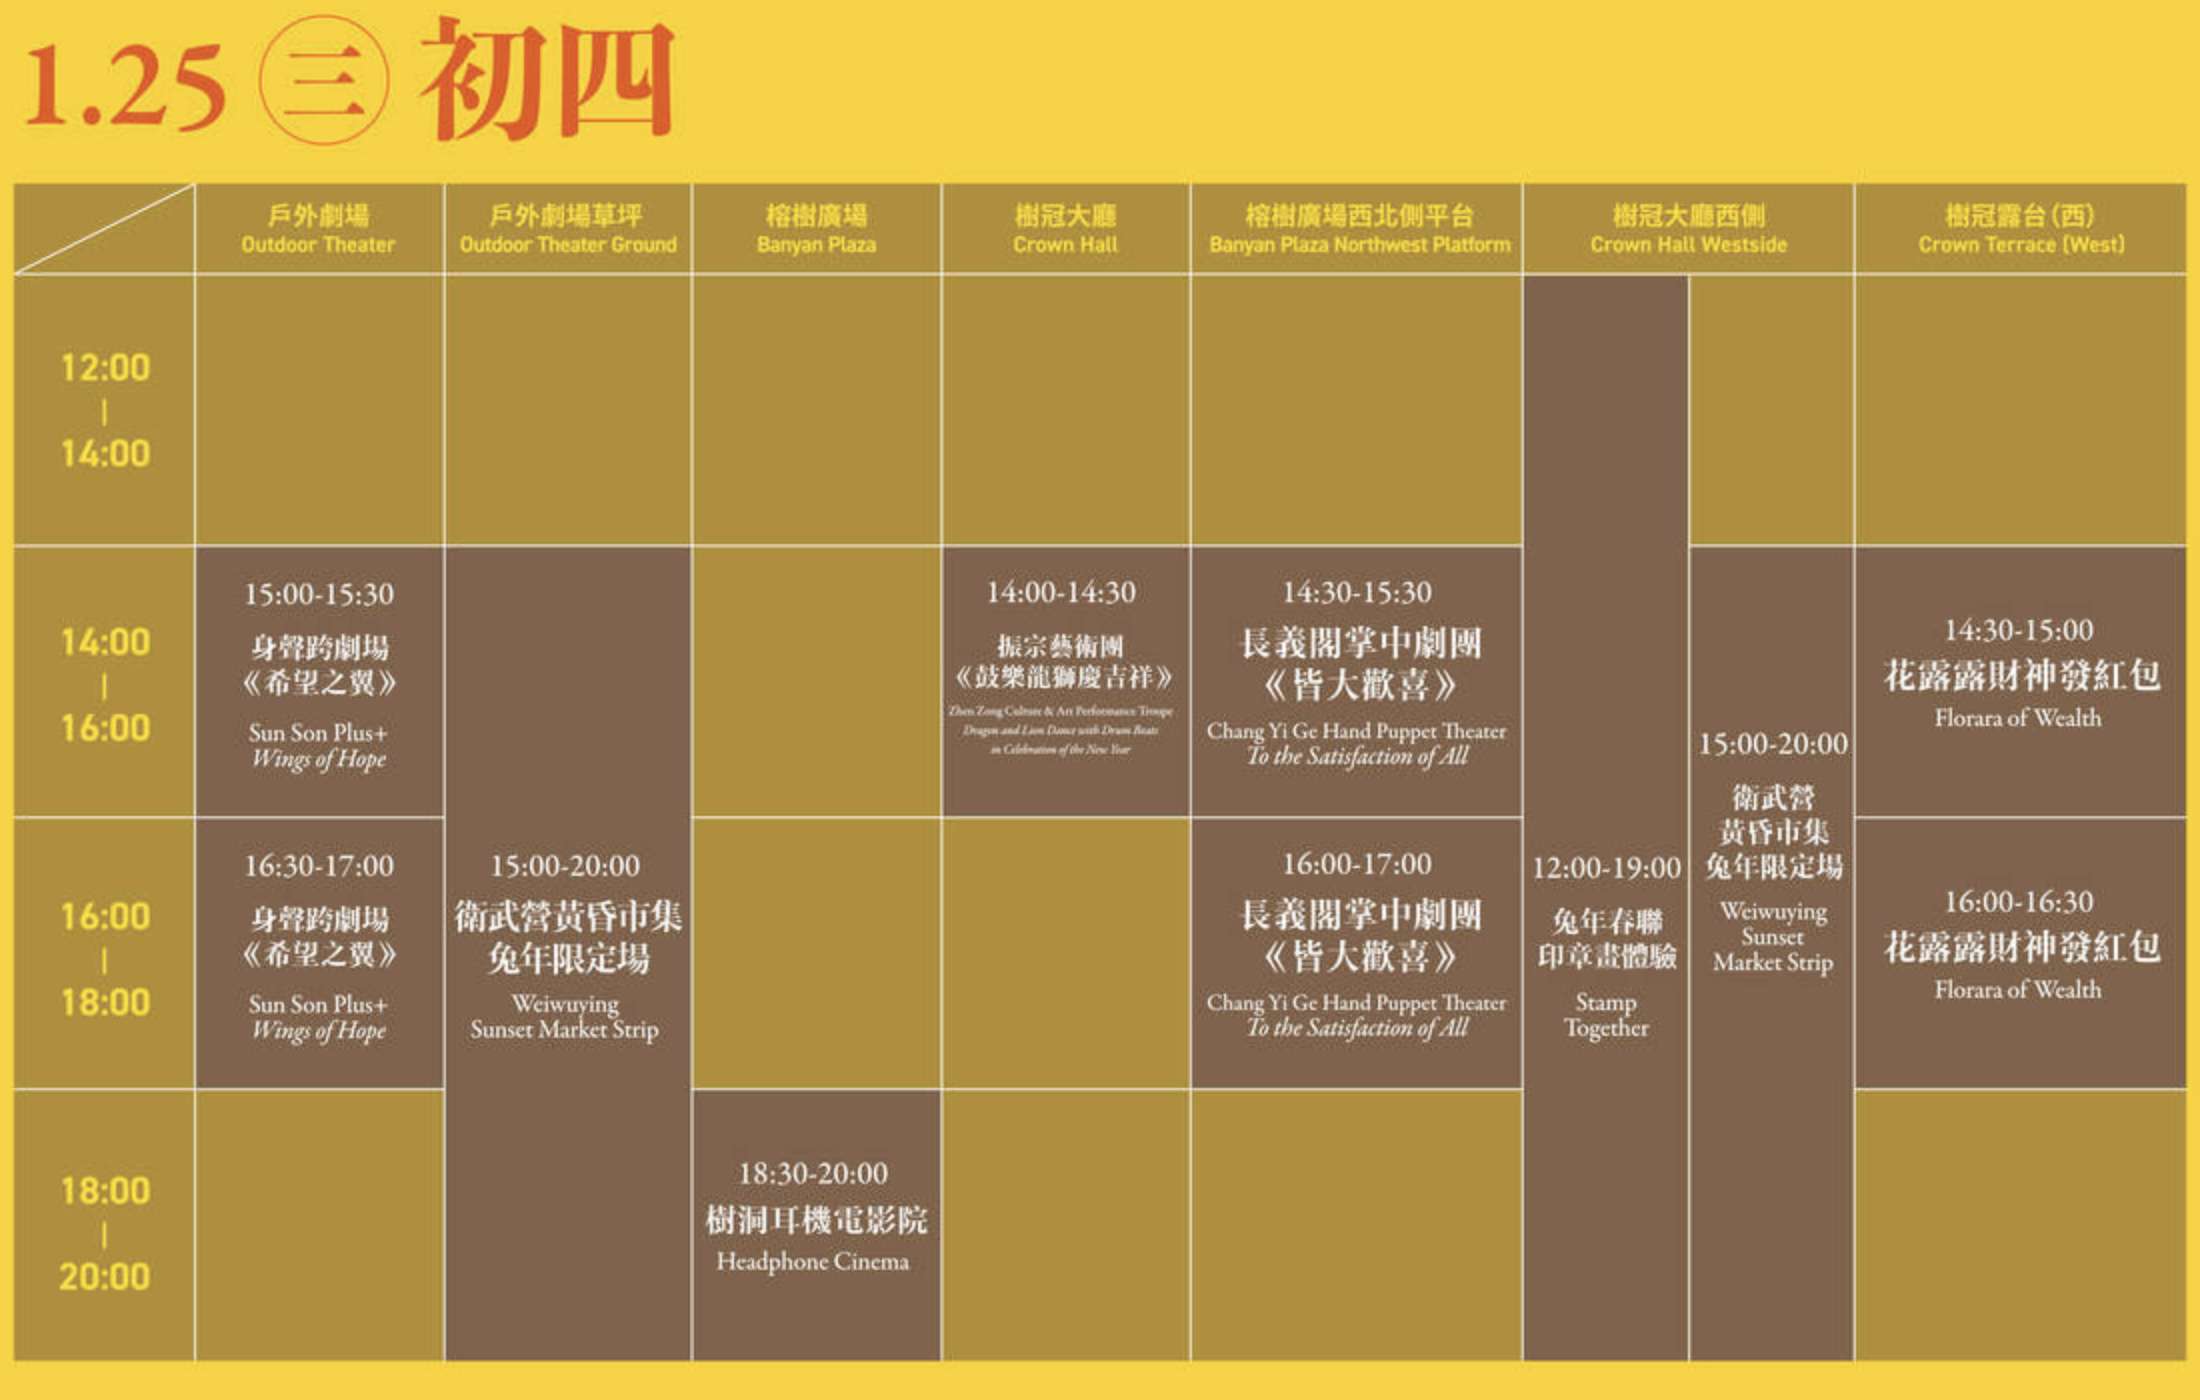 1.25 三 初四
戶外劇場
Outdoor Theater
戶外劇場草坪
Outdoor Theater Ground
榕樹廣場
Banyan Plaza
樹冠大廳
Crown Hall
榕樹廣場西北側平台
Banyan Plaza Northwest Platform
樹冠大廳西側
Crown Hall Westside
樹冠露台(西)
Crown Terrace (West)
12:00
|
14:00
14:00
|
16:00
15:00-15:30
身聲跨劇場
《希望之翼》
Sun Son Plus+
Wings of Hope
14:00-14:30
振宗藝術團
《鼓樂龍獅慶吉祥》
Zhen Zong Culture & Art Performance Troupe
Dragon and Lion Dance with Drum Beats
in Celebration of the New Year
14:30-15:30
長義閣掌中劇團
《皆大歡喜》
Chang Yi Ge Hand Puppet Theater
To the Satisfaction of All
14:30-15:00
花露露財神發紅包
Florara of Wealth
16:00
|
18:00
16:30-17:00
身聲跨劇場
《希望之翼》
Sun Son Plus+
Wings of Hope
15:00-20:00
衛武營黃昏市集
兔年限定場
Weiwuying
Sunset Market Strip
16:00-17:00
長義閣掌中劇團
《皆大歡喜》
Chang Yi Ge Hand Puppet Theater
To the Satisfaction of All
12:00-19:00
兔年春聯
印章畫體驗
Stamp
Together
15:00-20:00
衛武營
黃昏市集
兔年限定場
Weiwuying
Sunset
Market Strip
16:00-16:30
花露露財神發紅包
Florara of Wealth
18:00
|
20:00
18:30-20:00
樹洞耳機電影院
Headphone Cinema